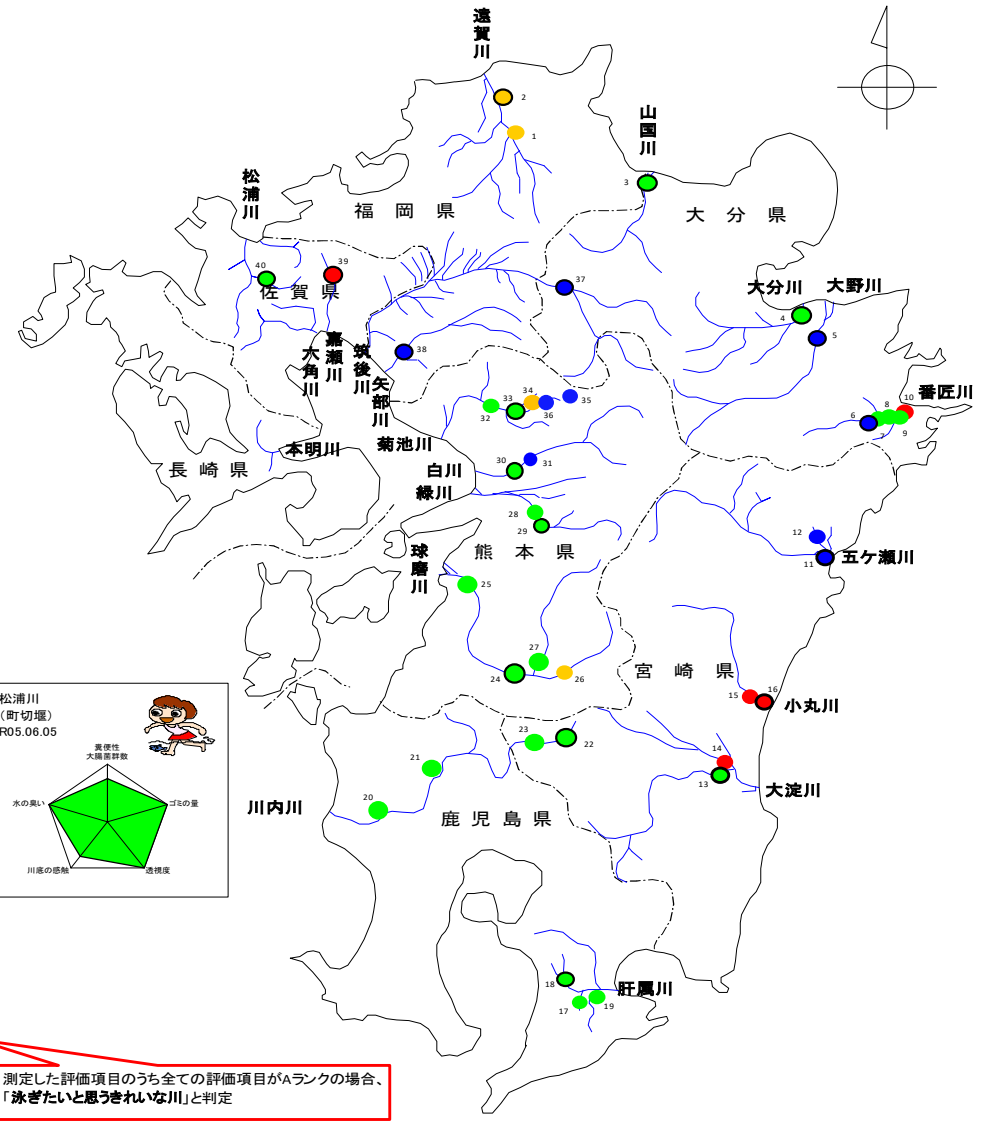 遠賀川
2
1
山国川
3
松浦川
福岡県
大分県
39
40
佐賀県
37
大分川
大野川
4
5
嘉瀬川
大角川
筑後川
38
矢部川
番匠川
34
33
35
32
36
10
8
6
7
9
菊池川
本明川
長崎県
白川
30
31
緑川
28
29
熊本県
12
11
五ケ瀬川
球磨川
25
27
24
26
宮崎県
15
16
小丸川
松浦川
(町切堰)
R05.06.05
糞便性
大腸菌群数
水の臭い
ゴミの量
川底の感触
透視度
23
22
21
20
14
13
大淀川
川内川
鹿児島県
18
17
19
肝属川
測定した評価項目のうち全ての評価項目がAランクの場合、
「泳ぎたいと思うきれいな川」と判定